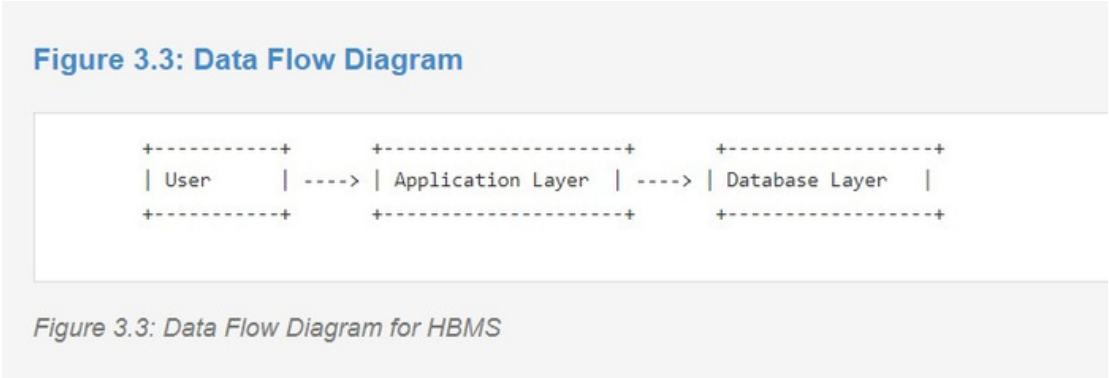 Figure 3.3: Data Flow Diagram
+-----------+       +---------------------+       +------------------+
| User      | ----> | Application Layer  | ----> | Database Layer   |
+-----------+       +---------------------+       +------------------+
Figure 3.3: Data Flow Diagram for HBMS